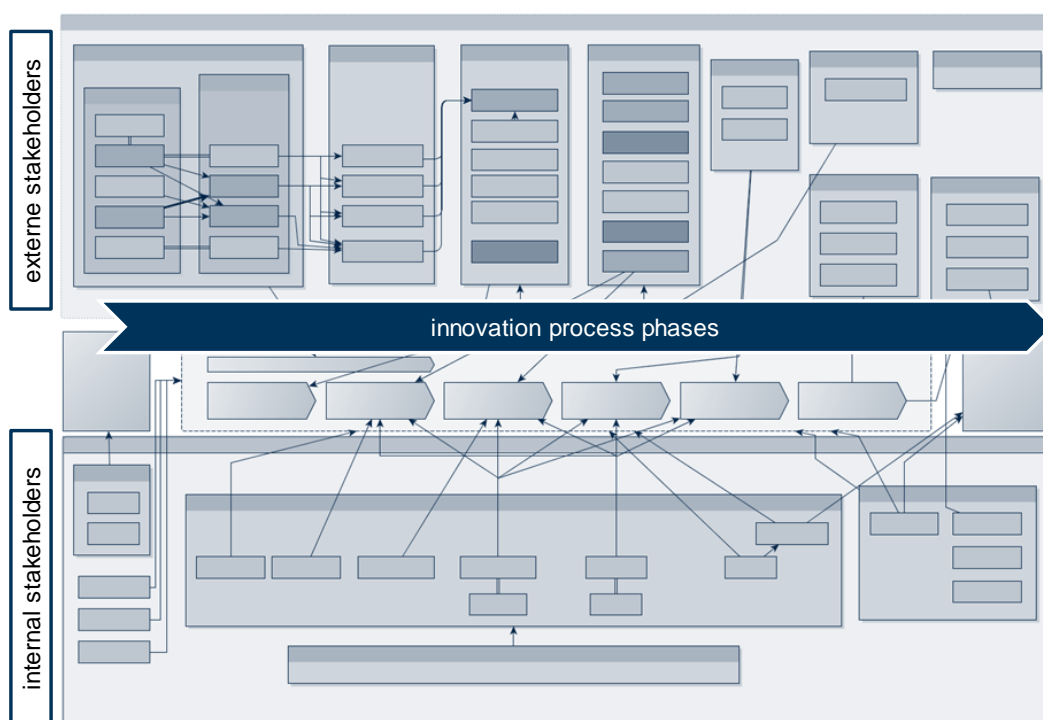 externe stakeholders
innovation process phases
internal stakeholders